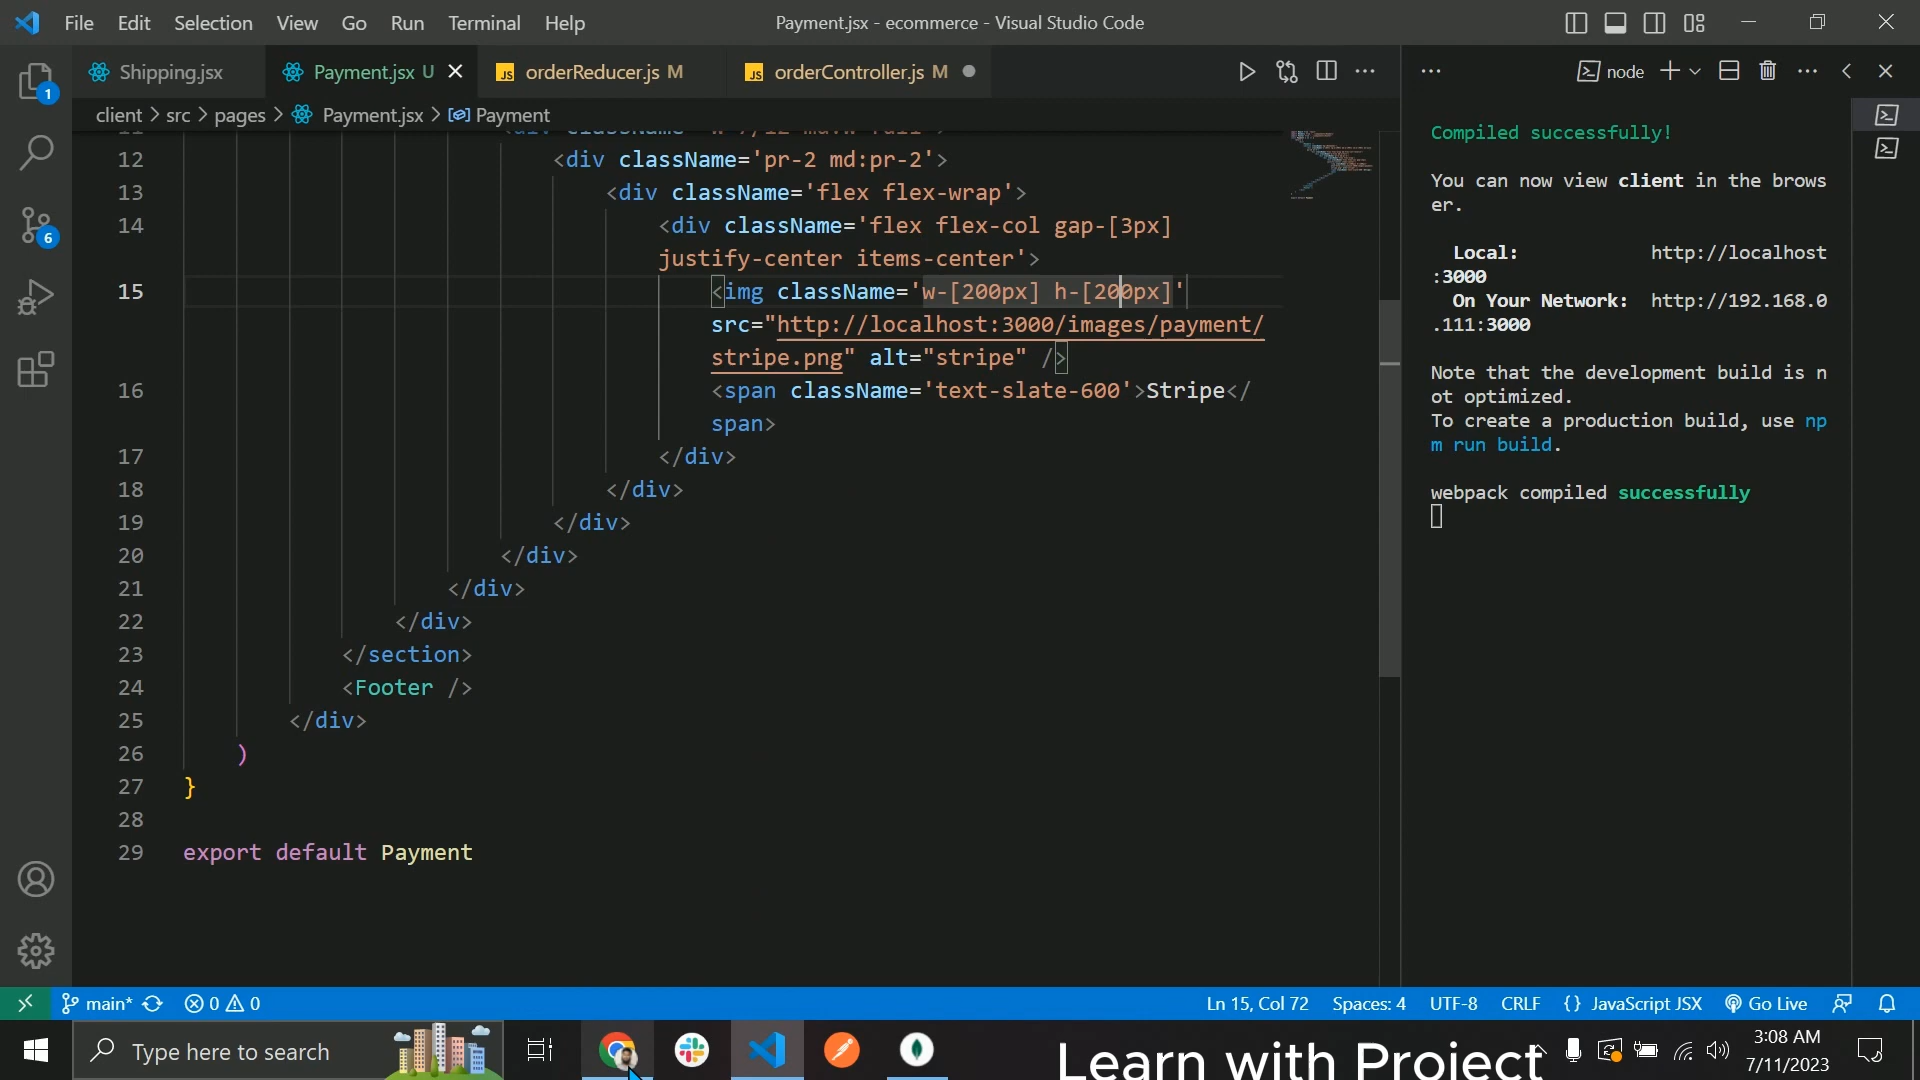 File Edit Selection View Go Run Terminal Help
Payment.jsx - ecommerce - Visual Studio Code
Shipping.jsx
Payment.jsx U
JS orderReducer.js M
JS orderController.js M
node
1
client > src > pages > Payment.jsx > Payment
12 <div className='pr-2 md:pr-2'>
13 <div className='flex flex-wrap'>
14 <div className='flex flex-col gap-[3px]
justify-center items-center'>
15 <img className='w-[200px] h-[200px]'
src="http://localhost:3000/images/payment/
stripe.png" alt="stripe" />
16 <span className='text-slate-600'>Stripe</
span>
17 </div>
18 </div>
19 </div>
20 </div>
21 </div>
22 </div>
23 </section>
24 <Footer />
25 </div>
26 )
27 }
28
29 export default Payment
6
Compiled successfully!
You can now view client in the brows
er.
Local: http://localhost
:3000
On Your Network: http://192.168.0
.111:3000
Note that the development build is n
ot optimized.
To create a production build, use np
m run build.
webpack compiled successfully
main* 0 0
Ln 15, Col 72 Spaces: 4 UTF-8 CRLF {} JavaScript JSX Go Live
Type here to search
Learn with Project
3:08 AM
7/11/2023